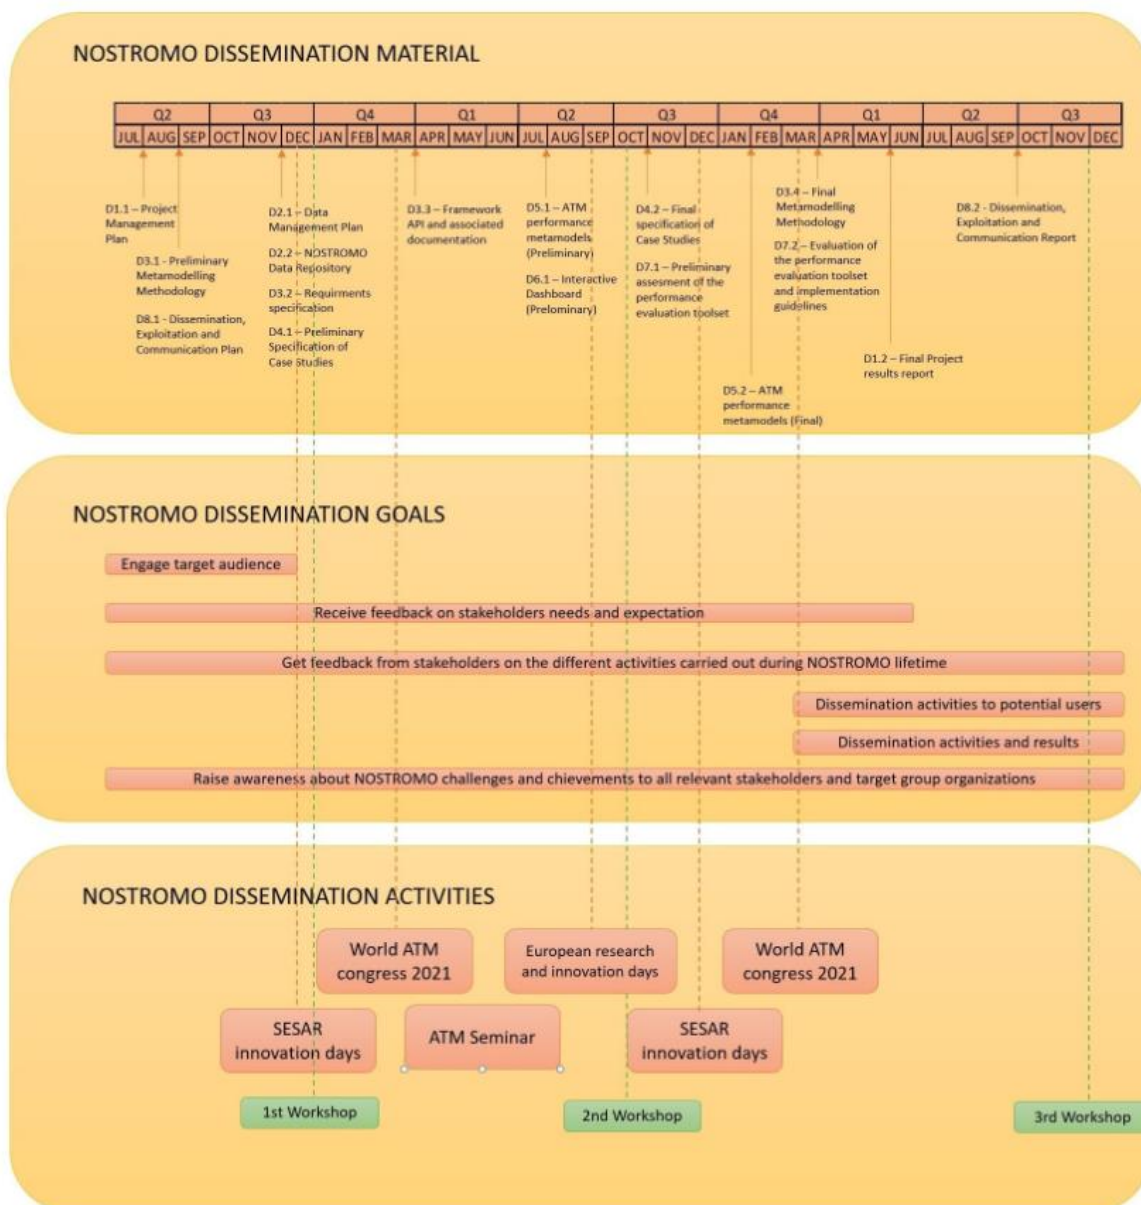 NOSTROMO DISSEMINATION MATERIAL
Q2 Q3 Q4 Q1 Q2 Q3 Q4 Q1 Q2 Q3
JUL AUG SEP OCT NOV DEC JAN FEB MAR APR MAY JUN JUL AUG SEP OCT NOV DEC JAN FEB MAR APR MAY JUN JUL AUG SEP OCT NOV DEC
D1.1 – Project
Management
Plan
D3.1 - Preliminary
Metamodelling
Methodology
D8.1 - Dissemination,
Exploitation and
Communication Plan
D2.1 – Data
Management Plan
D2.2 – NOSTROMO
Data Repository
D3.2 – Requirments
specification
D4.1 – Preliminary
Specification of
Case Studies
D3.3 – Framework
API and associated
documentation
D5.1 – ATM
performance
metamodels
(Preliminary)
D6.1 – Interactive
Dashboard
(Prelominary)
D4.2 – Final
specification of
Case Studies
D7.1 – Preliminary
assesment of the
performance
evaluation toolset
D5.2 – ATM
performance
metamodels (Final)
D3.4 – Final
Metamodelling
Methodology
D7.2 – Evaluation of
the performance
evaluation toolset
and implementation
guidelines
D1.2 – Final Project
results report
D8.2 - Dissemination,
Exploitation and
Communication Report
NOSTROMO DISSEMINATION GOALS
Engage target audience
Receive feedback on stakeholders needs and expectation
Get feedback from stakeholders on the different activities carried out during NOSTROMO lifetime
Dissemination activities to potential users
Dissemination activities and results
Raise awareness about NOSTROMO challenges and chievements to all relevant stakeholders and target group organizations
NOSTROMO DISSEMINATION ACTIVITIES
World ATM
congress 2021
European research
and innovation days
World ATM
congress 2021
SESAR
innovation days
ATM Seminar
SESAR
innovation days
1st Workshop
2nd Workshop
3rd Workshop